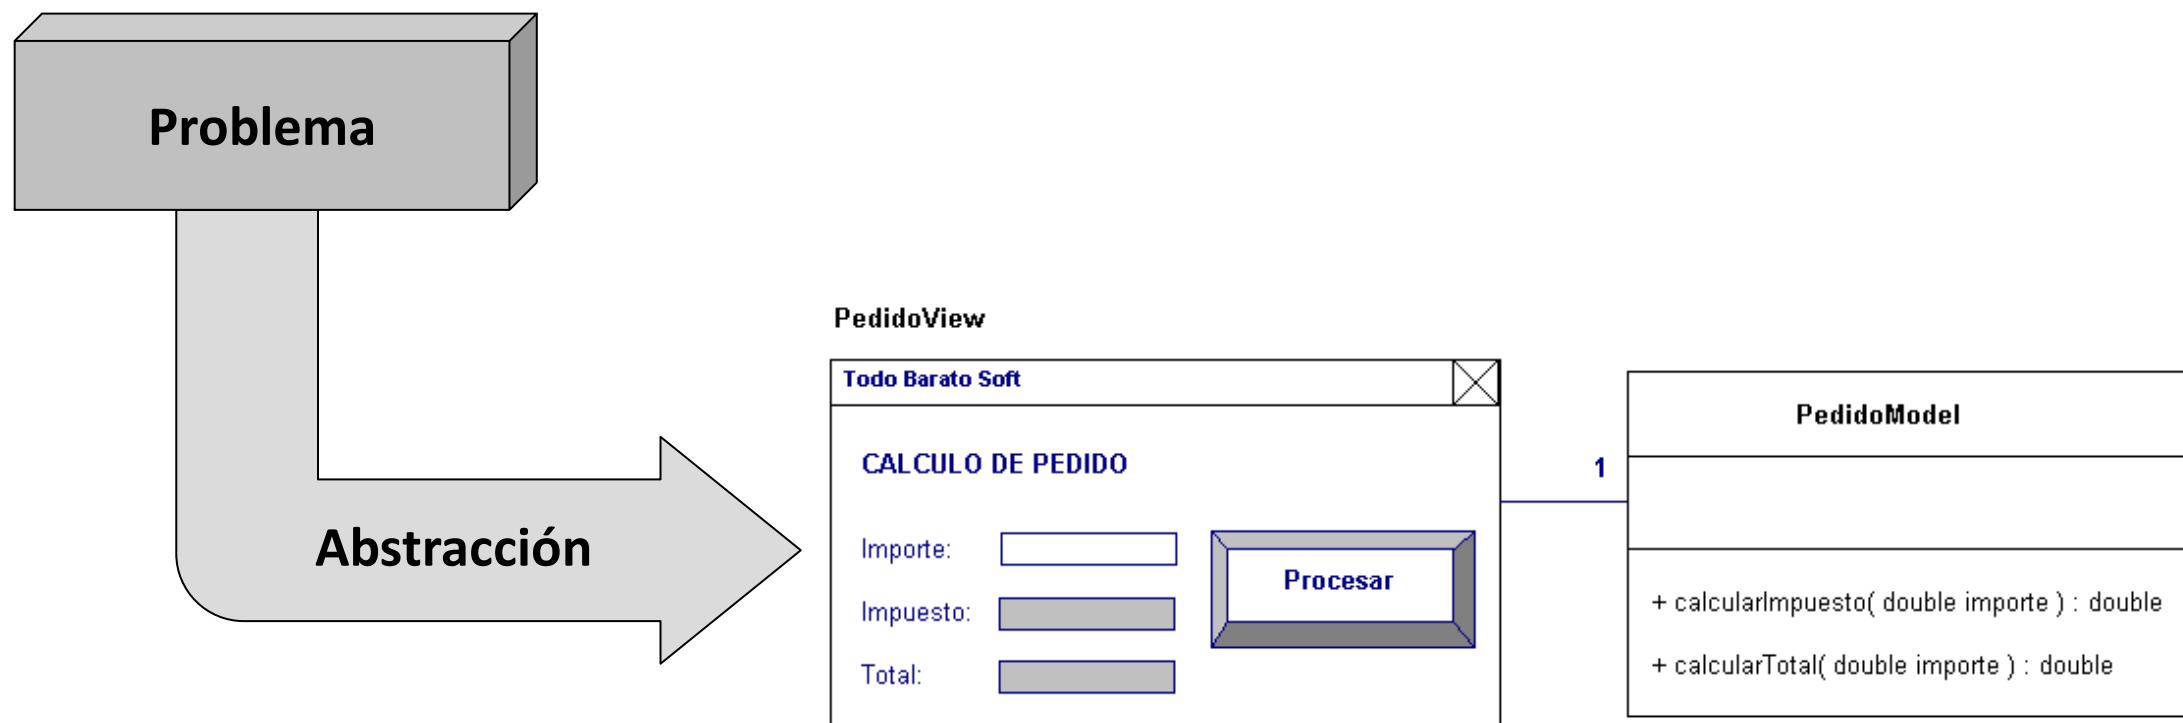 Problema
Abstracción
PedidoView
Todo Barato Soft
CALCULO DE PEDIDO
Importe:
Procesar
Impuesto:
Total:
1
PedidoModel
+ calcularImpuesto( double importe ) : double
+ calcularTotal( double importe ) : double